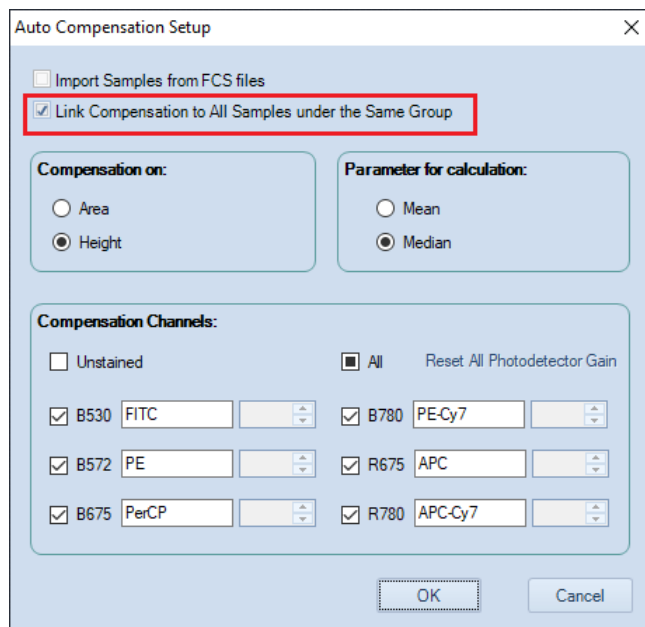 Auto Compensation Setup
Import Samples from FCS files
Link Compensation to All Samples under the Same Group
Compensation on:
Area
Height
Parameter for calculation:
Mean
Median
Compensation Channels:
Unstained
All
Reset All Photodetector Gain
B530 FITC
B780 PE-Cy7
B572 PE
R675 APC
B675 PerCP
R780 APC-Cy7
OK
Cancel